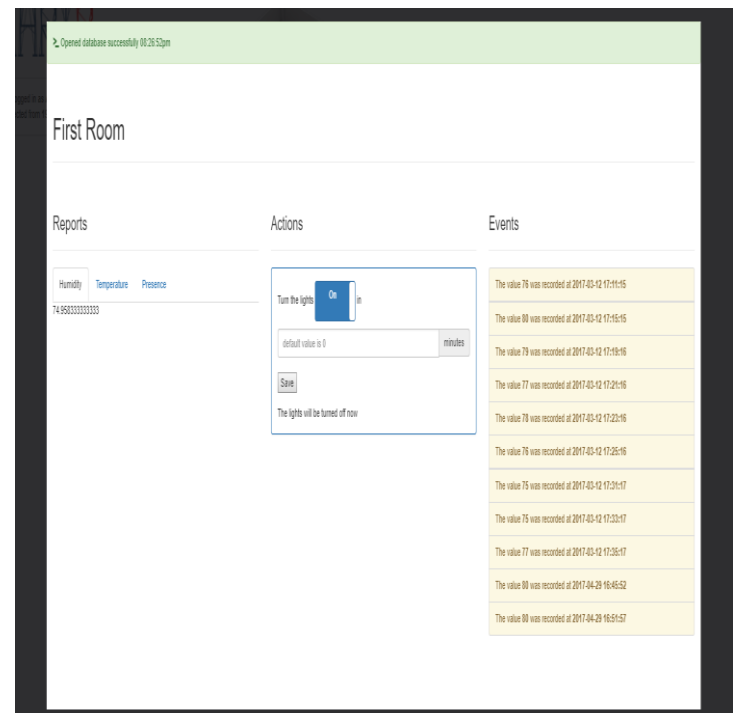 Opened database successfully 08:26:52pm
First Room
Reports
Humidity Temperature Presence
74.958333333333
Actions
Turn the lights On in
default value is 0 minutes
Save
The lights will be turned off now
Events
The value 76 was recorded at 2017-03-12 17:11:15
The value 80 was recorded at 2017-03-12 17:15:15
The value 79 was recorded at 2017-03-12 17:19:16
The value 77 was recorded at 2017-03-12 17:21:16
The value 78 was recorded at 2017-03-12 17:23:16
The value 76 was recorded at 2017-03-12 17:25:16
The value 75 was recorded at 2017-03-12 17:31:17
The value 75 was recorded at 2017-03-12 17:33:17
The value 77 was recorded at 2017-03-12 17:35:17
The value 80 was recorded at 2017-04-29 16:45:52
The value 80 was recorded at 2017-04-29 16:51:57